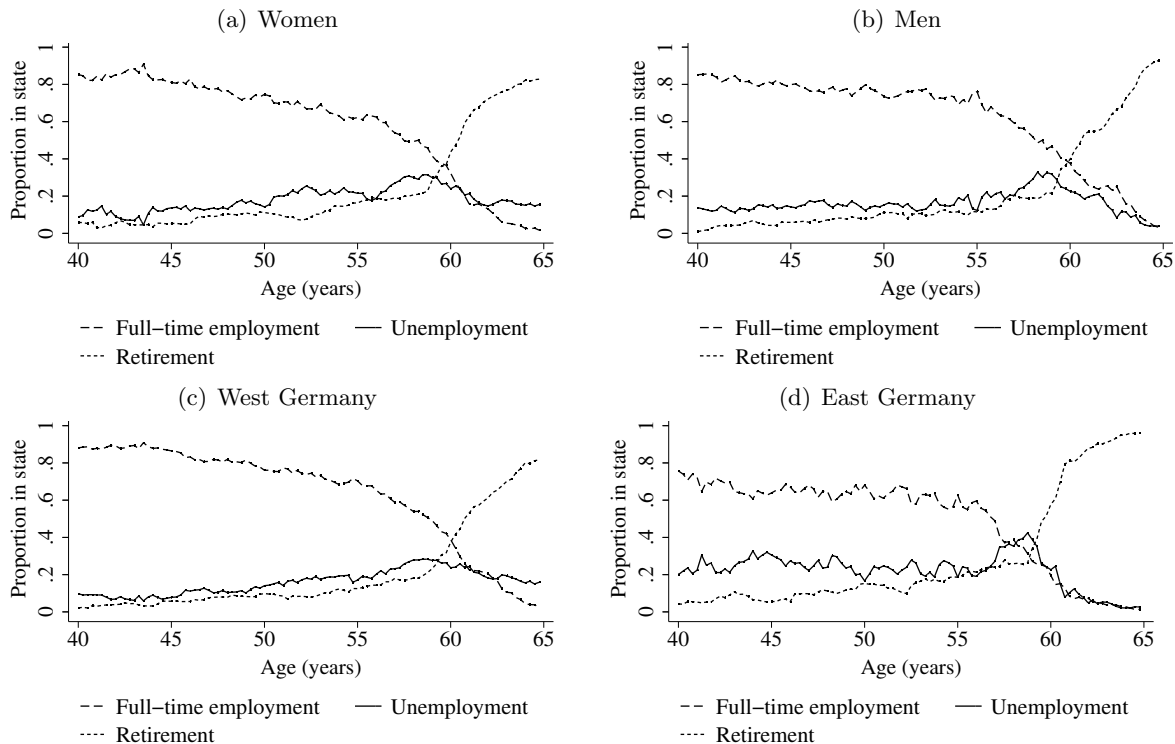 (a) Women
Proportion in state
0 .2 .4 .6 .8 1
40 45 50 55 60 65
Age (years)
Full−time employment Unemployment
Retirement
(b) Men
Proportion in state
0 .2 .4 .6 .8 1
40 45 50 55 60 65
Age (years)
Full−time employment Unemployment
Retirement
(c) West Germany
Proportion in state
0 .2 .4 .6 .8 1
40 45 50 55 60 65
Age (years)
Full−time employment Unemployment
Retirement
(d) East Germany
Proportion in state
0 .2 .4 .6 .8 1
40 45 50 55 60 65
Age (years)
Full−time employment Unemployment
Retirement